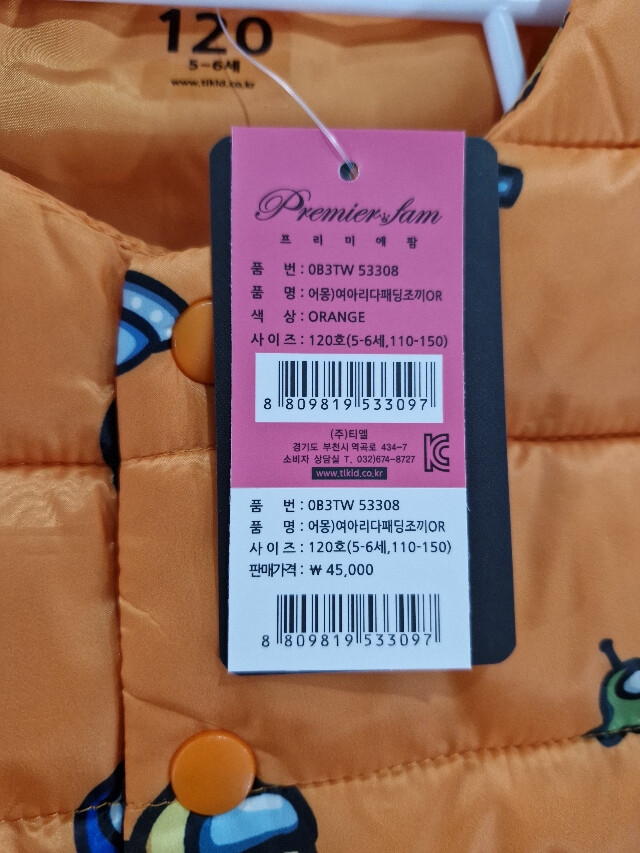 120
5-6세
www.tlkid.co.kr
Premier fam
프리미에팜
품 번 : 0B3TW 53308
품 명 : 어몽)여아리다패딩조끼OR
색 상 : ORANGE
사이즈 : 120호(5-6세,110-150)
8 809819 533097
(주)티엘
경기도 부천시 역곡로 434-7
소비자 상담실 T. 032)674-8727
www.tlkid.co.kr
품 번 : 0B3TW 53308
품 명 : 어몽)여아리다패딩조끼OR
사이즈 : 120호(5-6세,110-150)
판매가격 : ₩ 45,000
8 809819 533097